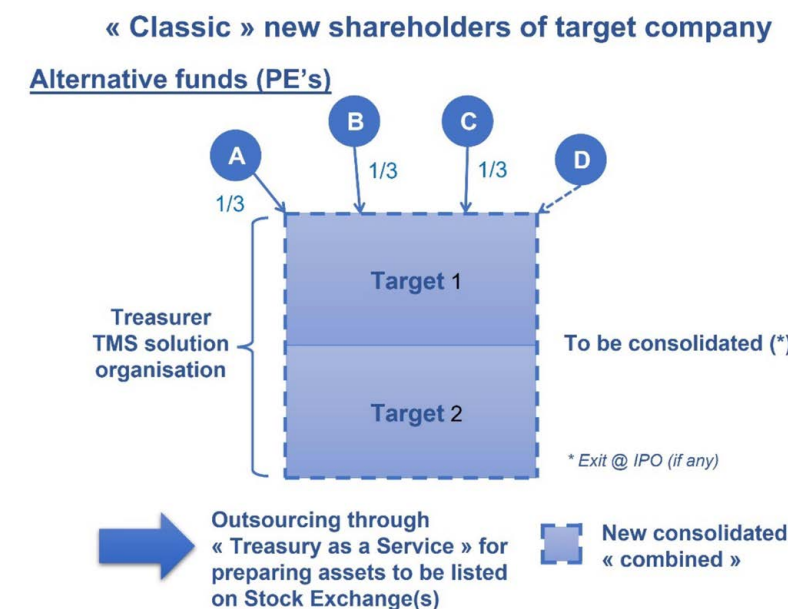 « Classic » new shareholders of target company
Alternative funds (PE's)
A
B
C
D
1/3
1/3
1/3
Target 1
Treasurer
TMS solution
organisation
To be consolidated (*)
Target 2
* Exit @ IPO (if any)
Outsourcing through
« Treasury as a Service » for
preparing assets to be listed
on Stock Exchange(s)
New consolidated
« combined »